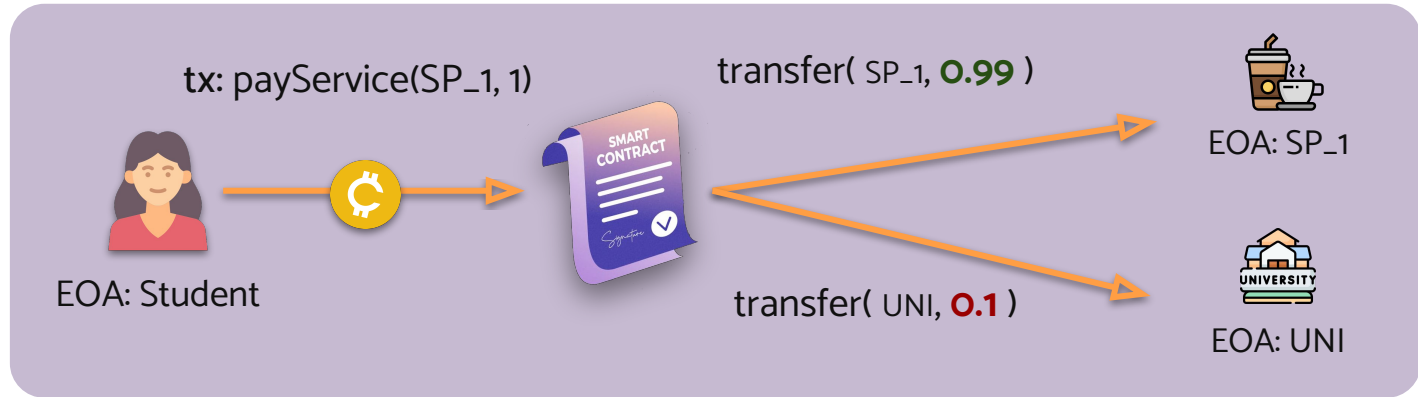 tx: payService(SP_1, 1)
transfer( SP_1, 0.99 )
SMART
CONTRACT
Signature
EOA: SP_1
EOA: Student
UNIVERSITY
transfer( UNI, 0.1 )
EOA: UNI